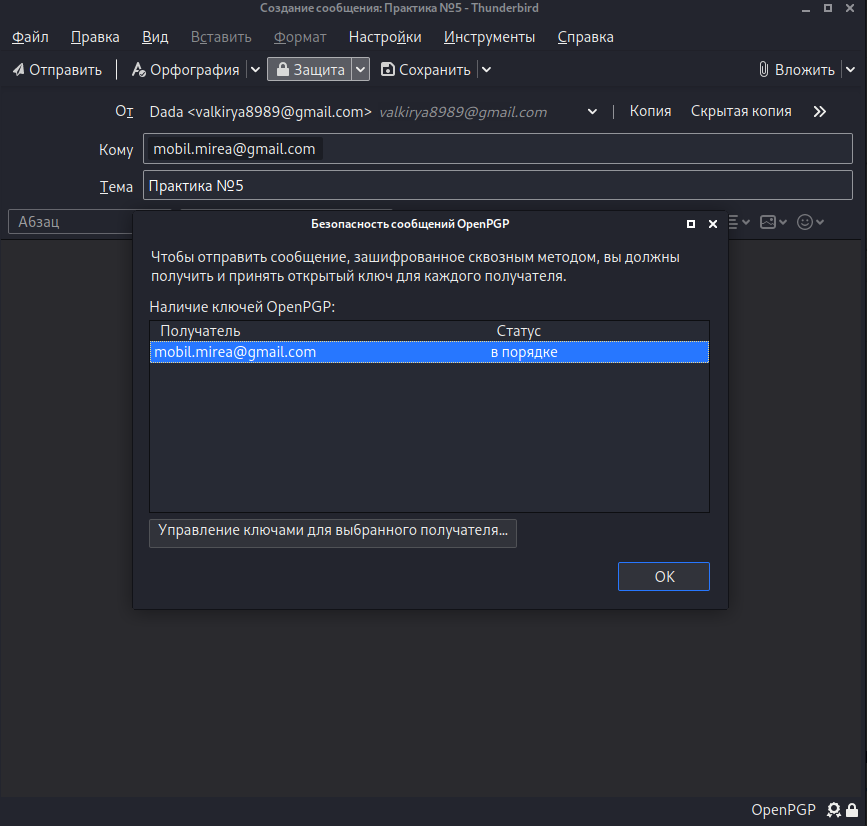 Создание сообщения: Практика №5 - Thunderbird
Файл Правка Вид Вставить Формат Настройки Инструменты Справка
Отправить Орфография Защита Сохранить Вложить
От Dada <valkirya8989@gmail.com> valkirya8989@gmail.com Копия Скрытая копия
Кому mobil.mirea@gmail.com
Тема Практика №5
Абзац
Безопасность сообщений OpenPGP
Чтобы отправить сообщение, зашифрованное сквозным методом, вы должны
получить и принять открытый ключ для каждого получателя.
Наличие ключей OpenPGP:
Получатель Статус
mobil.mirea@gmail.com в порядке
Управление ключами для выбранного получателя...
OK
OpenPGP